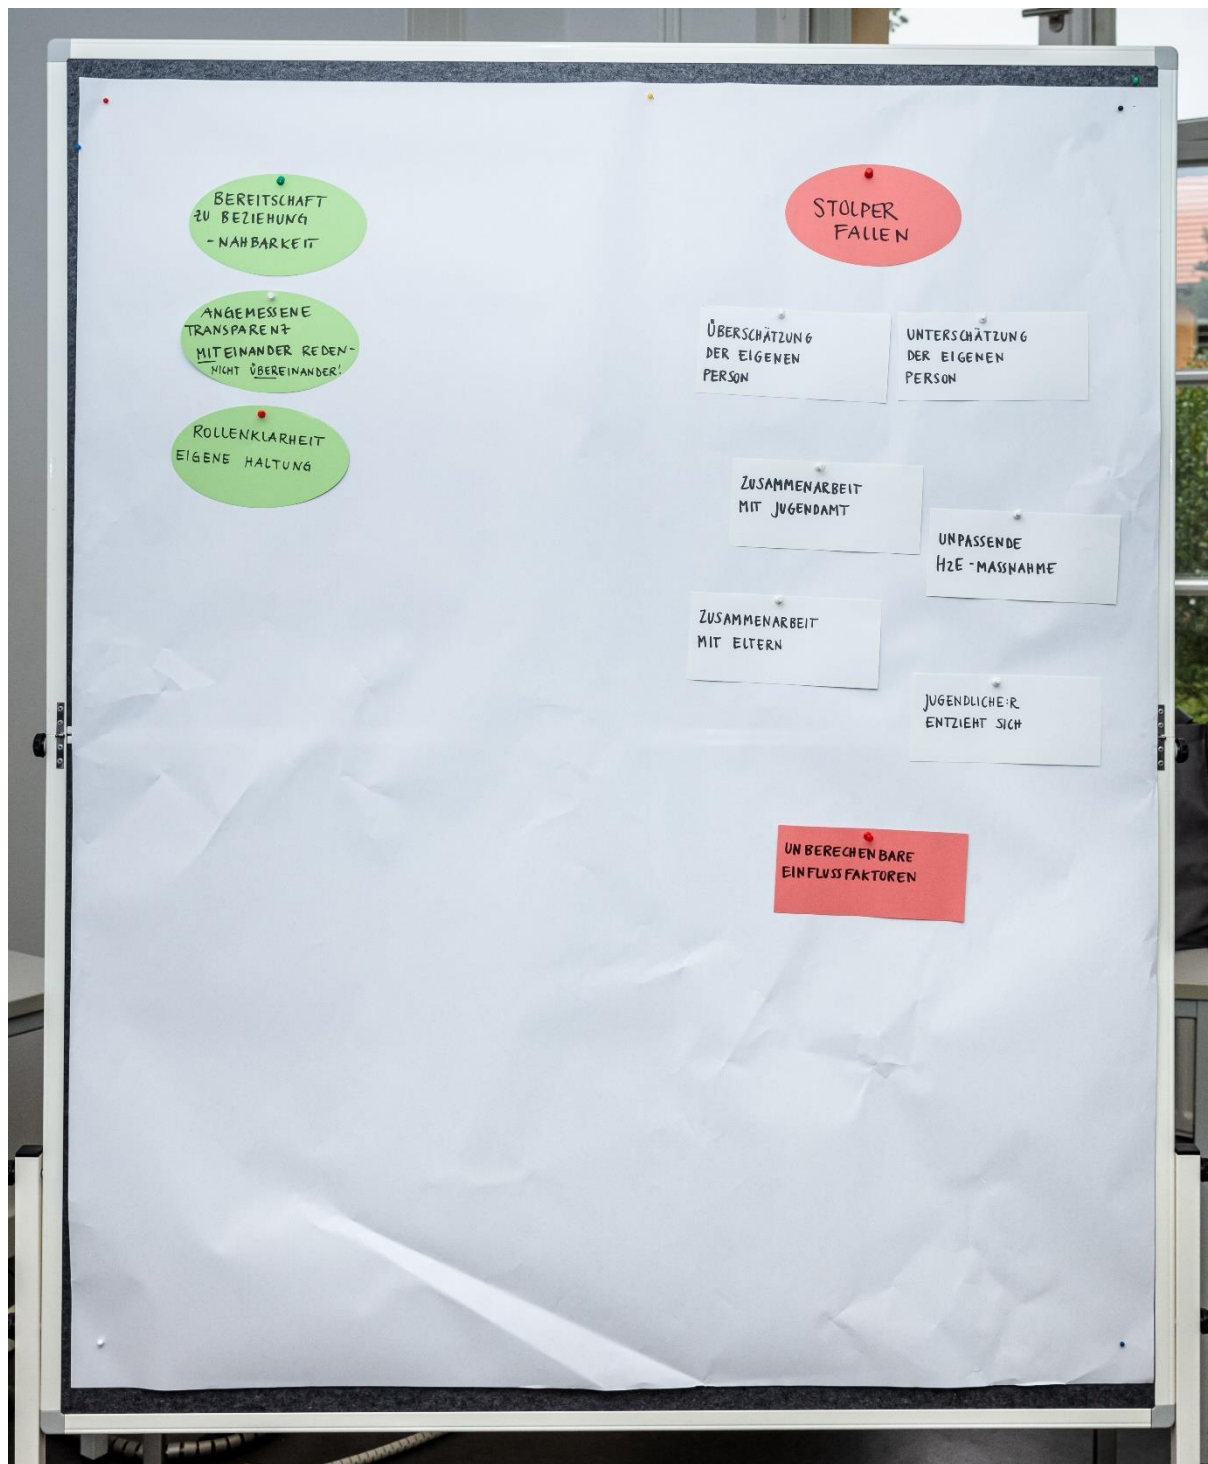 BEREITSCHAFT
ZU BEZIEHUNG
- NAHBARKEIT
ANGEMESSENE
TRANSPARENZ
MITEINANDER REDEN-
NICHT ÜBEREINANDER!
ROLLENKLARHEIT
EIGENE HALTUNG
STOLPER
FALLEN
ÜBERSCHÄTZUNG
DER EIGENEN
PERSON
UNTERSCHÄTZUNG
DER EIGENEN
PERSON
ZUSAMMENARBEIT
MIT JUGENDAMT
UNPASSENDE
HzE-MASSNAHME
ZUSAMMENARBEIT
MIT ELTERN
JUGENDLICHE:R
ENTZIEHT SICH
UNBERECHENBARE
EINFLUSSFAKTOREN